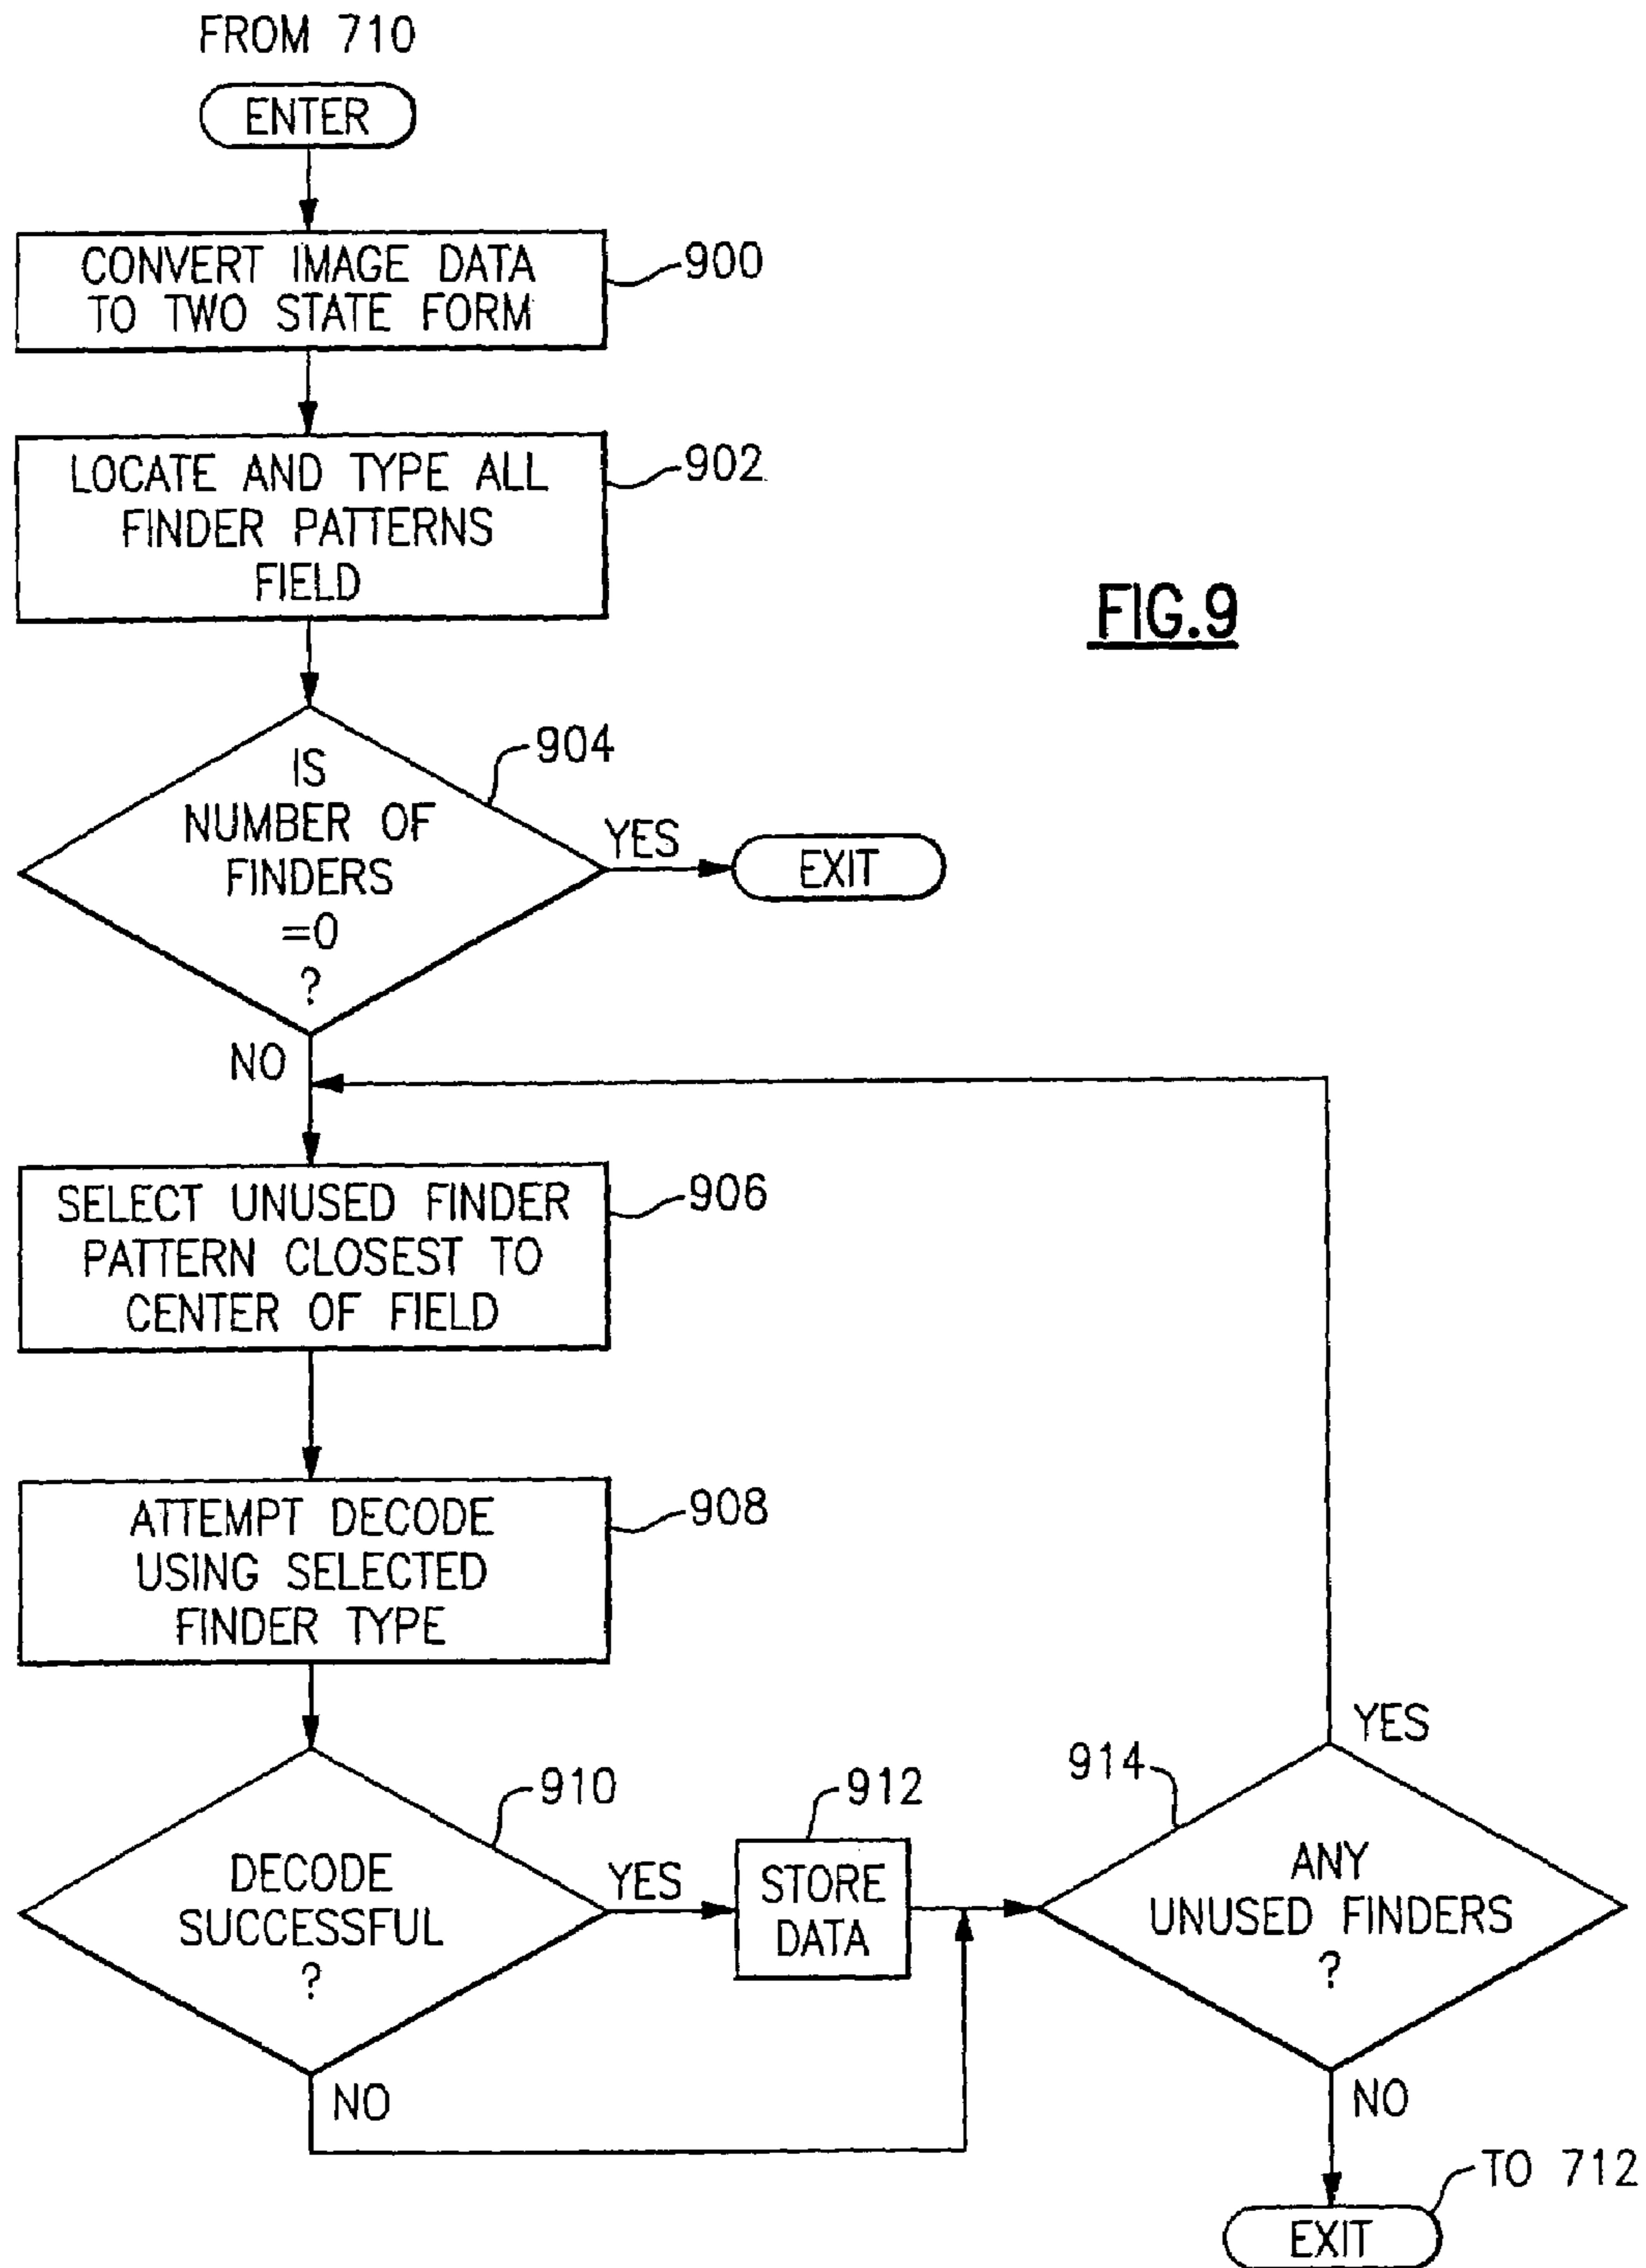 FROM 710
ENTER
CONVERT IMAGE DATA
TO TWO STATE FORM
900
LOCATE AND TYPE ALL
FINDER PATTERNS
FIELD
902
FIG.9
IS
NUMBER OF
FINDERS
=0
?
904
YES
EXIT
NO
SELECT UNUSED FINDER
PATTERN CLOSEST TO
CENTER OF FIELD
906
ATTEMPT DECODE
USING SELECTED
FINDER TYPE
908
DECODE
SUCCESSFUL
?
910
YES
NO
STORE
DATA
912
ANY
UNUSED FINDERS
?
914
YES
NO
EXIT
TO 712